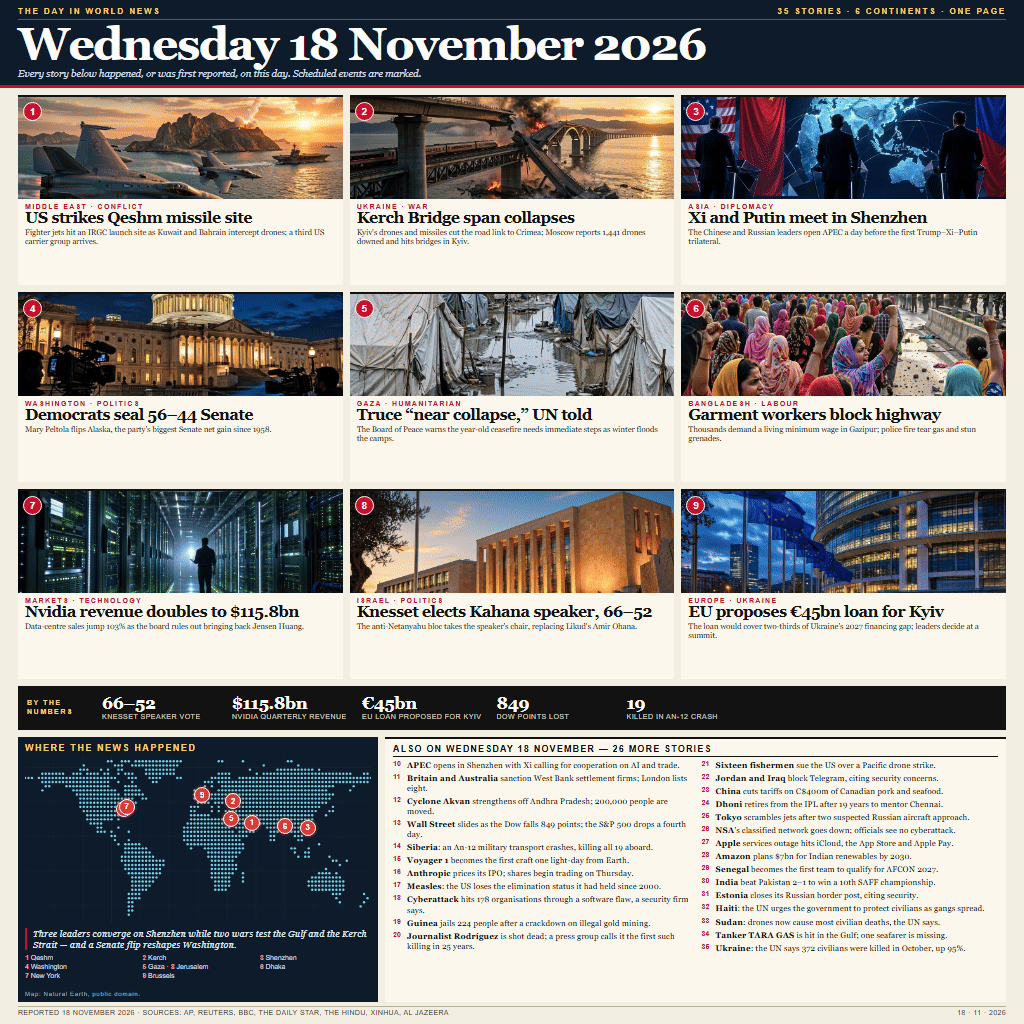 THE DAY IN WORLD NEWS
35 STORIES · 6 CONTINENTS · ONE PAGE
Wednesday 18 November 2026
Every story below happened, or was first reported, on this day. Scheduled events are marked.
1
MIDDLE EAST · CONFLICT
US strikes Qeshm missile site
Fighter jets hit an IRGC launch site as Kuwait and Bahrain intercept drones; a third US
carrier group arrives.
2
UKRAINE · WAR
Kerch Bridge span collapses
Kyiv's drones and missiles cut the road link to Crimea; Moscow reports 1,441 drones
downed and hits bridges in Kyiv.
3
ASIA · DIPLOMACY
Xi and Putin meet in Shenzhen
The Chinese and Russian leaders open APEC a day before the first Trump–Xi–Putin
trilateral.
4
WASHINGTON · POLITICS
Democrats seal 56–44 Senate
Mary Peltola flips Alaska, the party's biggest Senate net gain since 1958.
5
GAZA · HUMANITARIAN
Truce “near collapse,” UN told
The Board of Peace warns the year-old ceasefire needs immediate steps as winter floods
the camps.
6
BANGLADESH · LABOUR
Garment workers block highway
Thousands demand a living minimum wage in Gazipur; police fire tear gas and stun
grenades.
7
MARKETS · TECHNOLOGY
Nvidia revenue doubles to $115.8bn
Data-centre sales jump 103% as the board rules out bringing back Jensen Huang.
8
ISRAEL · POLITICS
Knesset elects Kahana speaker, 66–52
The anti-Netanyahu bloc takes the speaker's chair, replacing Likud's Amir Ohana.
9
EUROPE · UKRAINE
EU proposes €45bn loan for Kyiv
The loan would cover two-thirds of Ukraine's 2027 financing gap; leaders decide at a
summit.
BY THE
NUMBERS
66–52
KNESSET SPEAKER VOTE
$115.8bn
NVIDIA QUARTERLY REVENUE
€45bn
EU LOAN PROPOSED FOR KYIV
849
DOW POINTS LOST
19
KILLED IN AN-12 CRASH
WHERE THE NEWS HAPPENED
7
9
2
5
1
6
3
Three leaders converge on Shenzhen while two wars test the Gulf and the Kerch
Strait — and a Senate flip reshapes Washington.
1 Qeshm
2 Kerch
3 Shenzhen
4 Washington
5 Gaza · 8 Jerusalem
6 Dhaka
7 New York
9 Brussels
Map: Natural Earth, public domain.
ALSO ON WEDNESDAY 18 NOVEMBER — 26 MORE STORIES
10 APEC opens in Shenzhen with Xi calling for cooperation on AI and trade.
11 Britain and Australia sanction West Bank settlement firms; London lists
eight.
12 Cyclone Akvan strengthens off Andhra Pradesh; 200,000 people are
moved.
13 Wall Street slides as the Dow falls 849 points; the S&P 500 drops a fourth
day.
14 Siberia: an An-12 military transport crashes, killing all 19 aboard.
15 Voyager 1 becomes the first craft one light-day from Earth.
16 Anthropic prices its IPO; shares begin trading on Thursday.
17 Measles: the US loses the elimination status it had held since 2000.
18 Cyberattack hits 178 organisations through a software flaw, a security firm
says.
19 Guinea jails 224 people after a crackdown on illegal gold mining.
20 Journalist Rodríguez is shot dead; a press group calls it the first such
killing in 25 years.
21 Sixteen fishermen sue the US over a Pacific drone strike.
22 Jordan and Iraq block Telegram, citing security concerns.
23 China cuts tariffs on C$400m of Canadian pork and seafood.
24 Dhoni retires from the IPL after 19 years to mentor Chennai.
25 Tokyo scrambles jets after two suspected Russian aircraft approach.
26 NSA's classified network goes down; officials see no cyberattack.
27 Apple services outage hits iCloud, the App Store and Apple Pay.
28 Amazon plans $7bn for Indian renewables by 2030.
29 Senegal becomes the first team to qualify for AFCON 2027.
30 India beat Pakistan 2–1 to win a 10th SAFF championship.
31 Estonia closes its Russian border post, citing security.
32 Haiti: the UN urges the government to protect civilians as gangs spread.
33 Sudan: drones now cause most civilian deaths, the UN says.
34 Tanker TARA GAS is hit in the Gulf; one seafarer is missing.
35 Ukraine: the UN says 372 civilians were killed in October, up 95%.
REPORTED 18 NOVEMBER 2026 · SOURCES: AP, REUTERS, BBC, THE DAILY STAR, THE HINDU, XINHUA, AL JAZEERA
18 · 11 · 2026